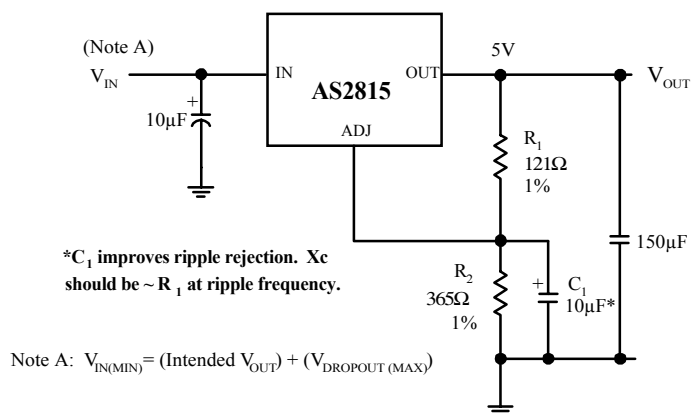 (Note A)
V_IN
10µF
+
IN
OUT
AS2815
ADJ
5V
V_OUT
R_1
121Ω
1%
150µF
R_2
365Ω
1%
+
C_1
10µF*
*C_1 improves ripple rejection. Xc
should be ~ R_1 at ripple frequency.
Note A: V_IN(MIN) = (Intended V_OUT) + (V_DROPOUT (MAX))